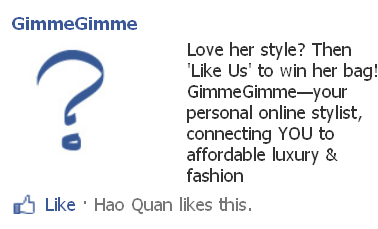 GimmeGimme
?
Love her style? Then
'Like Us' to win her bag!
GimmeGimme—your
personal online stylist,
connecting YOU to
affordable luxury &
fashion
Like · Hao Quan likes this.